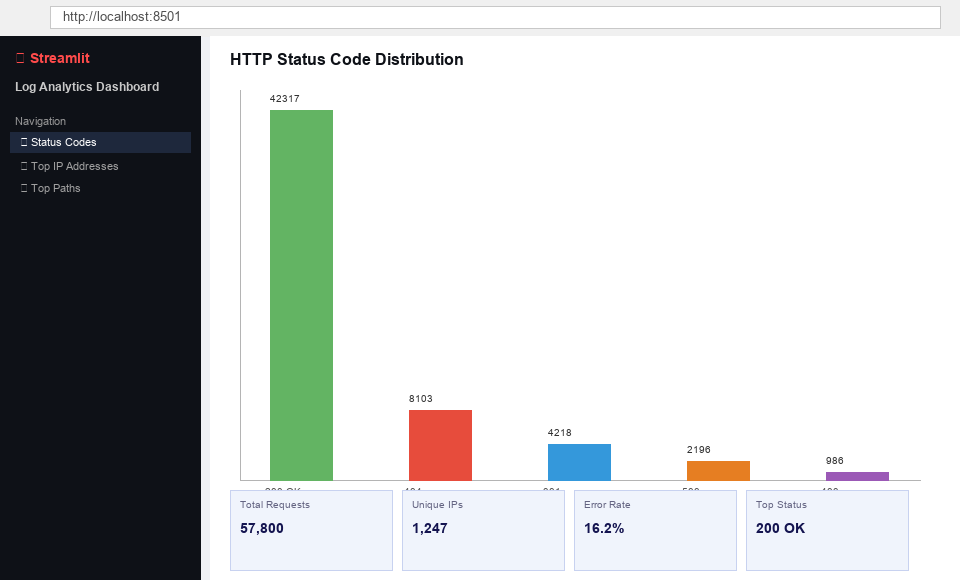 http://localhost:8501
Streamlit
Log Analytics Dashboard
Navigation
Status Codes
Top IP Addresses
Top Paths
HTTP Status Code Distribution
42317
8103
4218
2196
986
Total Requests
57,800
Unique IPs
1,247
Error Rate
16.2%
Top Status
200 OK